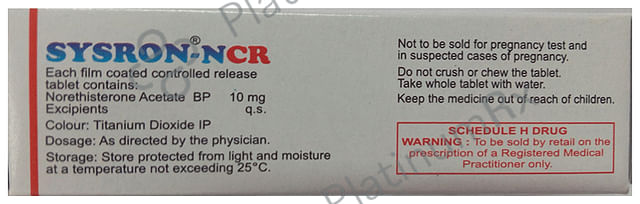 SYSRON®-NCR
Each film coated controlled release
tablet contains:
Norethisterone Acetate BP 10 mg
Excipients q.s.
Colour: Titanium Dioxide IP
Dosage: As directed by the physician.
Storage: Store protected from light and moisture
at a temperature not exceeding 25°C.
Not to be sold for pregnancy test and
in suspected cases of pregnancy.
Do not crush or chew the tablet.
Take whole tablet with water.
Keep the medicine out of reach of children.
SCHEDULE H DRUG
WARNING : To be sold by retail on the
prescription of a Registered Medical
Practitioner only.
PlatinumRx